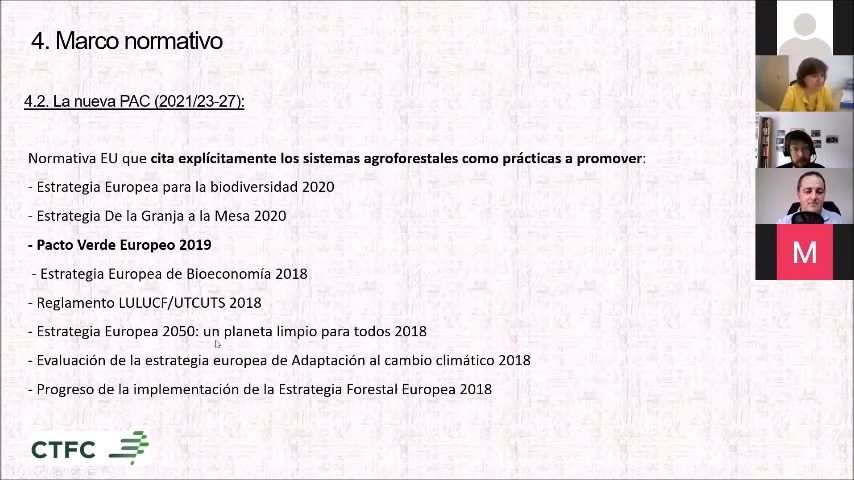 4. Marco normativo
4.2. La nueva PAC (2021/23-27):
Normativa EU que cita explícitamente los sistemas agroforestales como prácticas a promover:
- Estrategia Europea para la biodiversidad 2020
- Estrategia De la Granja a la Mesa 2020
- Pacto Verde Europeo 2019
- Estrategia Europea de Bioeconomía 2018
- Reglamento LULUCF/UTCUTS 2018
- Estrategia Europea 2050: un planeta limpio para todos 2018
- Evaluación de la estrategia europea de Adaptación al cambio climático 2018
- Progreso de la implementación de la Estrategia Forestal Europea 2018
CTFC
M